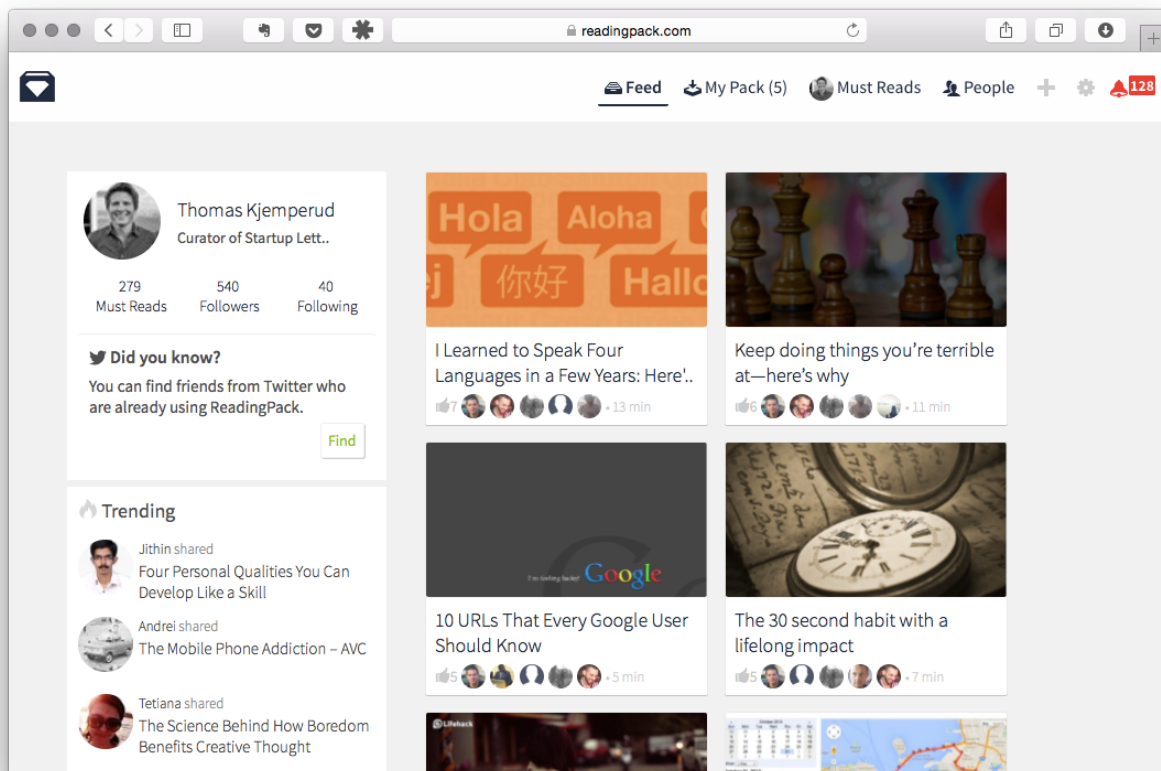 readingpack.com
Feed
My Pack (5)
Must Reads
People
128
Thomas Kjemperud
Curator of Startup Lett..
279
540
40
Must Reads
Followers
Following
Did you know?
You can find friends from Twitter who
are already using ReadingPack.
Find
Trending
Jithin shared
Four Personal Qualities You Can
Develop Like a Skill
Andrei shared
The Mobile Phone Addiction – AVC
Tetiana shared
The Science Behind How Boredom
Benefits Creative Thought
Hola
Aloha
ej
你好
Hallo
I Learned to Speak Four
Languages in a Few Years: Here'..
7
• 13 min
Keep doing things you're terrible
at—here's why
6
• 11 min
I'm feeling lucky!
Google
10 URLs That Every Google User
Should Know
5
• 5 min
The 30 second habit with a
lifelong impact
5
• 7 min
Lifehack